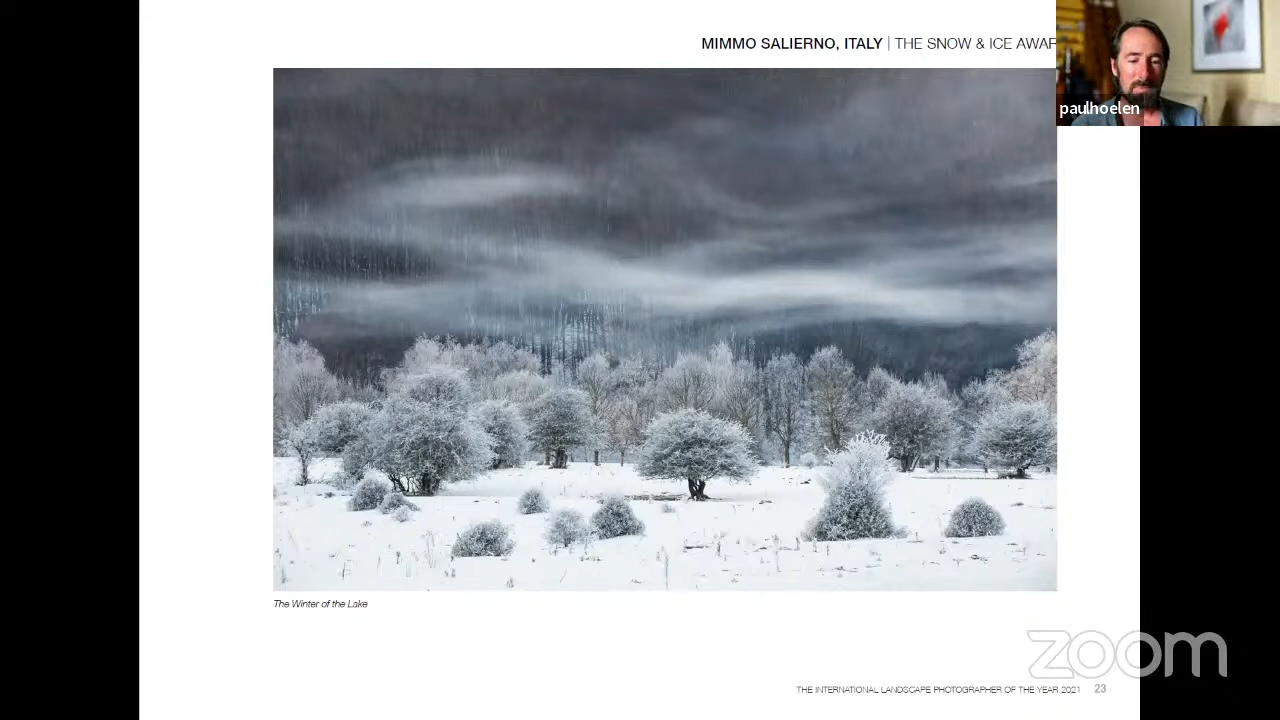 MIMMO SALIERNO, ITALY | THE SNOW & ICE AWAR
paulhoelen
The Winter of the Lake
zoom
THE INTERNATIONAL LANDSCAPE PHOTOGRAPHER OF THE YEAR 2021 23